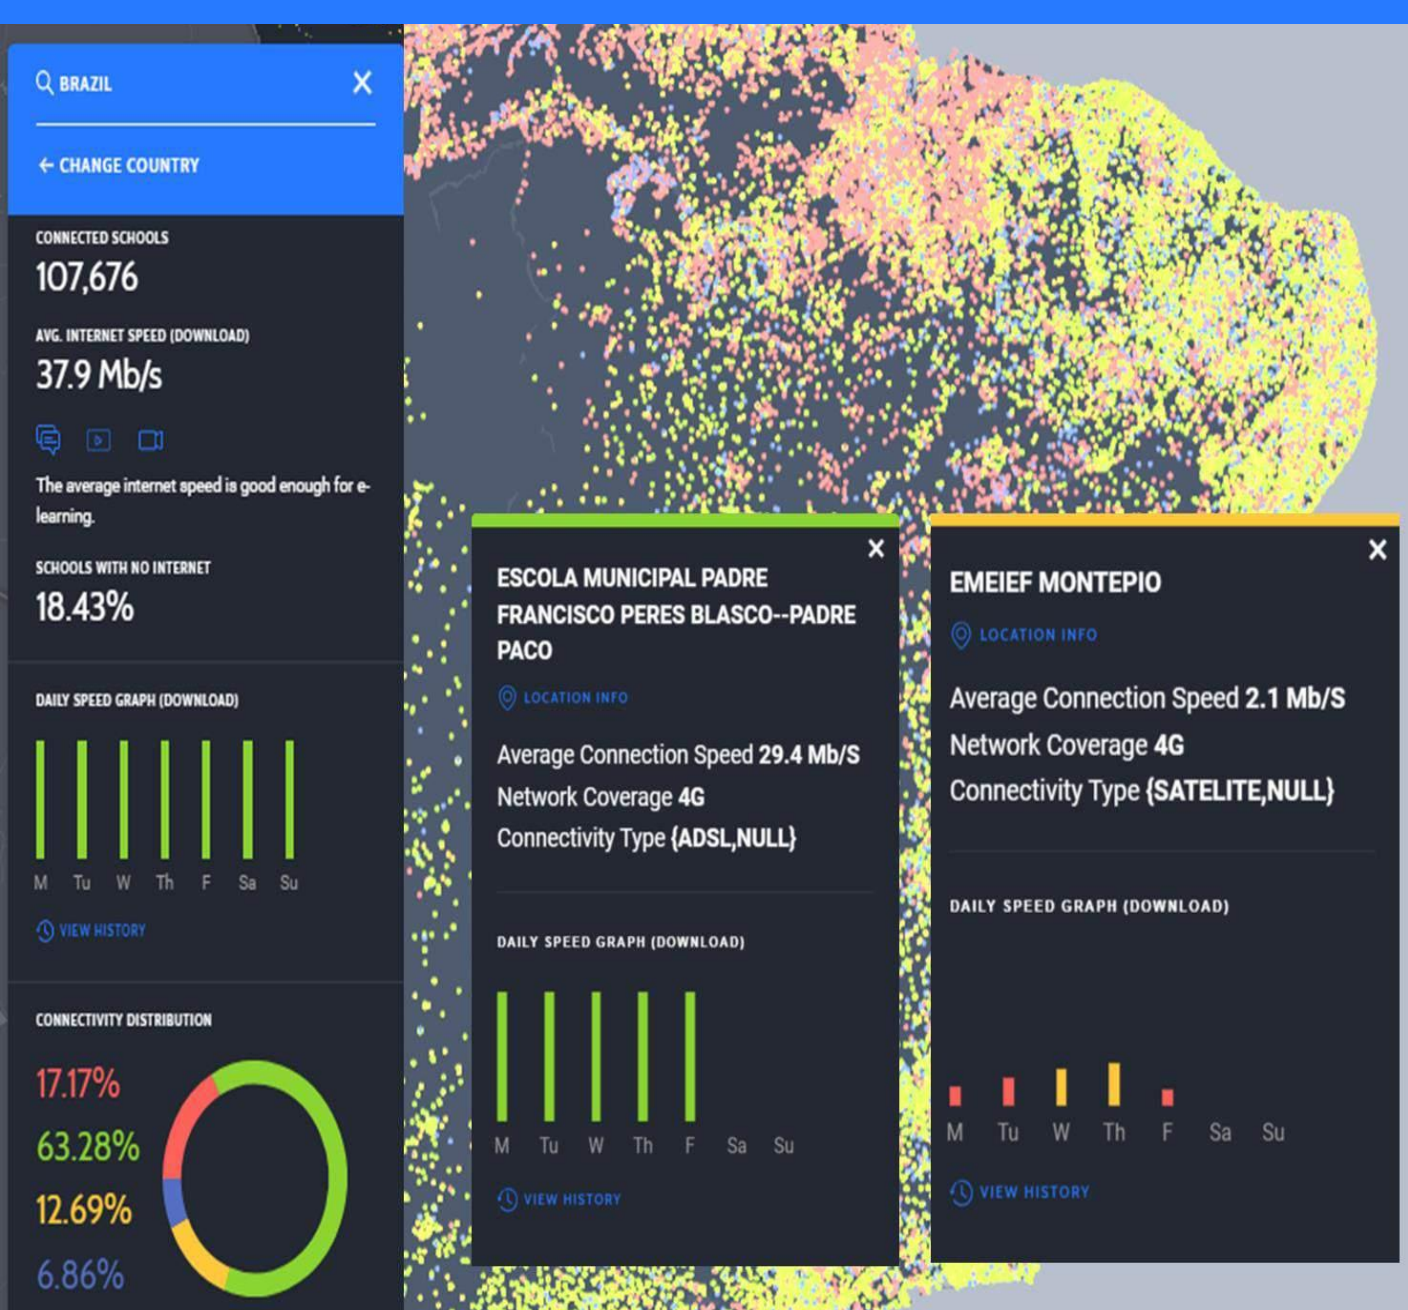 BRAZIL
CHANGE COUNTRY
CONNECTED SCHOOLS
107,676
AVG. INTERNET SPEED (DOWNLOAD)
37.9 Mb/s
The average internet speed is good enough for e-
learning.
SCHOOLS WITH NO INTERNET
18.43%
DAILY SPEED GRAPH (DOWNLOAD)
M Tu W Th F Sa Su
VIEW HISTORY
CONNECTIVITY DISTRIBUTION
17.17%
63.28%
12.69%
6.86%
ESCOLA MUNICIPAL PADRE
FRANCISCO PERES BLASCO--PADRE
PACO
LOCATION INFO
Average Connection Speed 29.4 Mb/S
Network Coverage 4G
Connectivity Type {ADSL,NULL}
DAILY SPEED GRAPH (DOWNLOAD)
M Tu W Th F Sa Su
VIEW HISTORY
EMEIEF MONTEPIO
LOCATION INFO
Average Connection Speed 2.1 Mb/S
Network Coverage 4G
Connectivity Type {SATELITE,NULL}
DAILY SPEED GRAPH (DOWNLOAD)
M Tu W Th F Sa Su
VIEW HISTORY